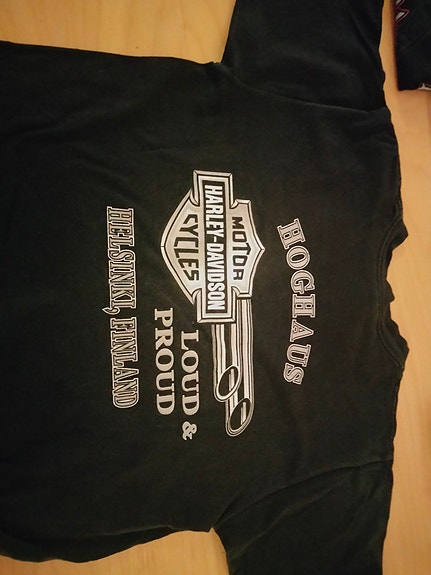 HOGHAUS
MOTOR
HARLEY-DAVIDSON
CYCLES
LOUD &
PROUD
HELSINKI, FINLAND